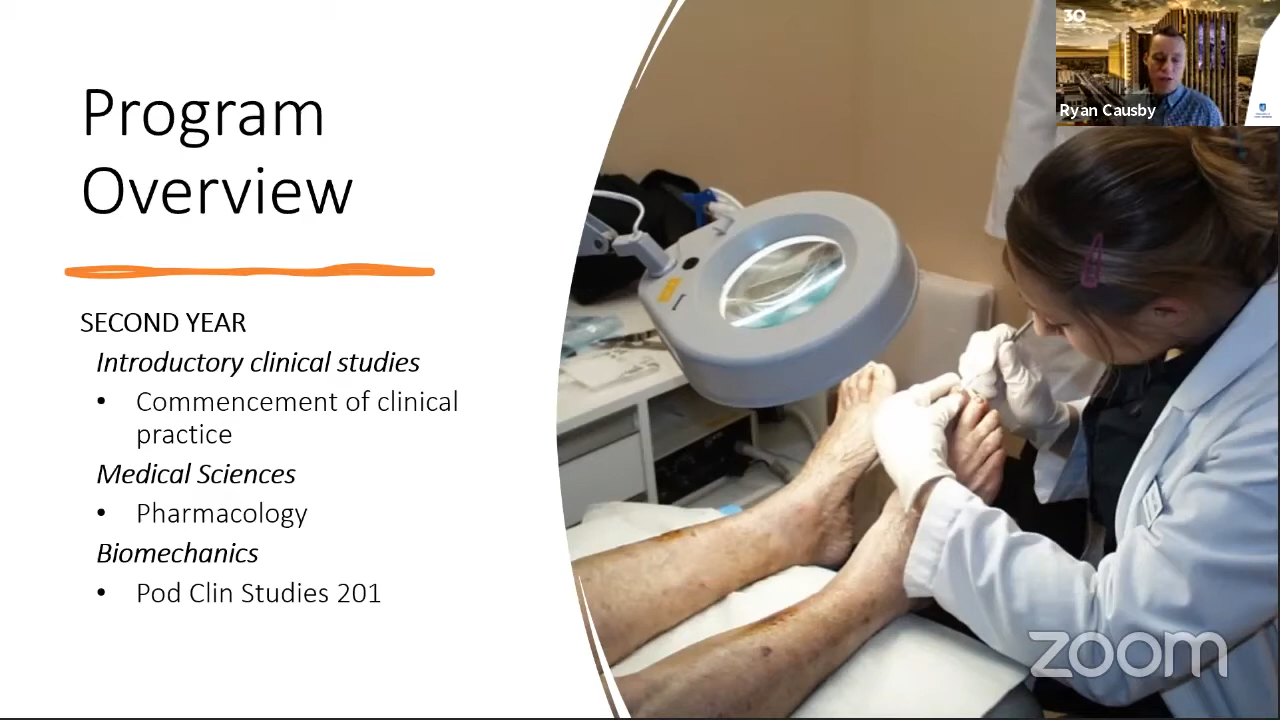 Program
Overview
SECOND YEAR
Introductory clinical studies
• Commencement of clinical
practice
Medical Sciences
• Pharmacology
Biomechanics
• Pod Clin Studies 201
30
Ryan Causby
zoom